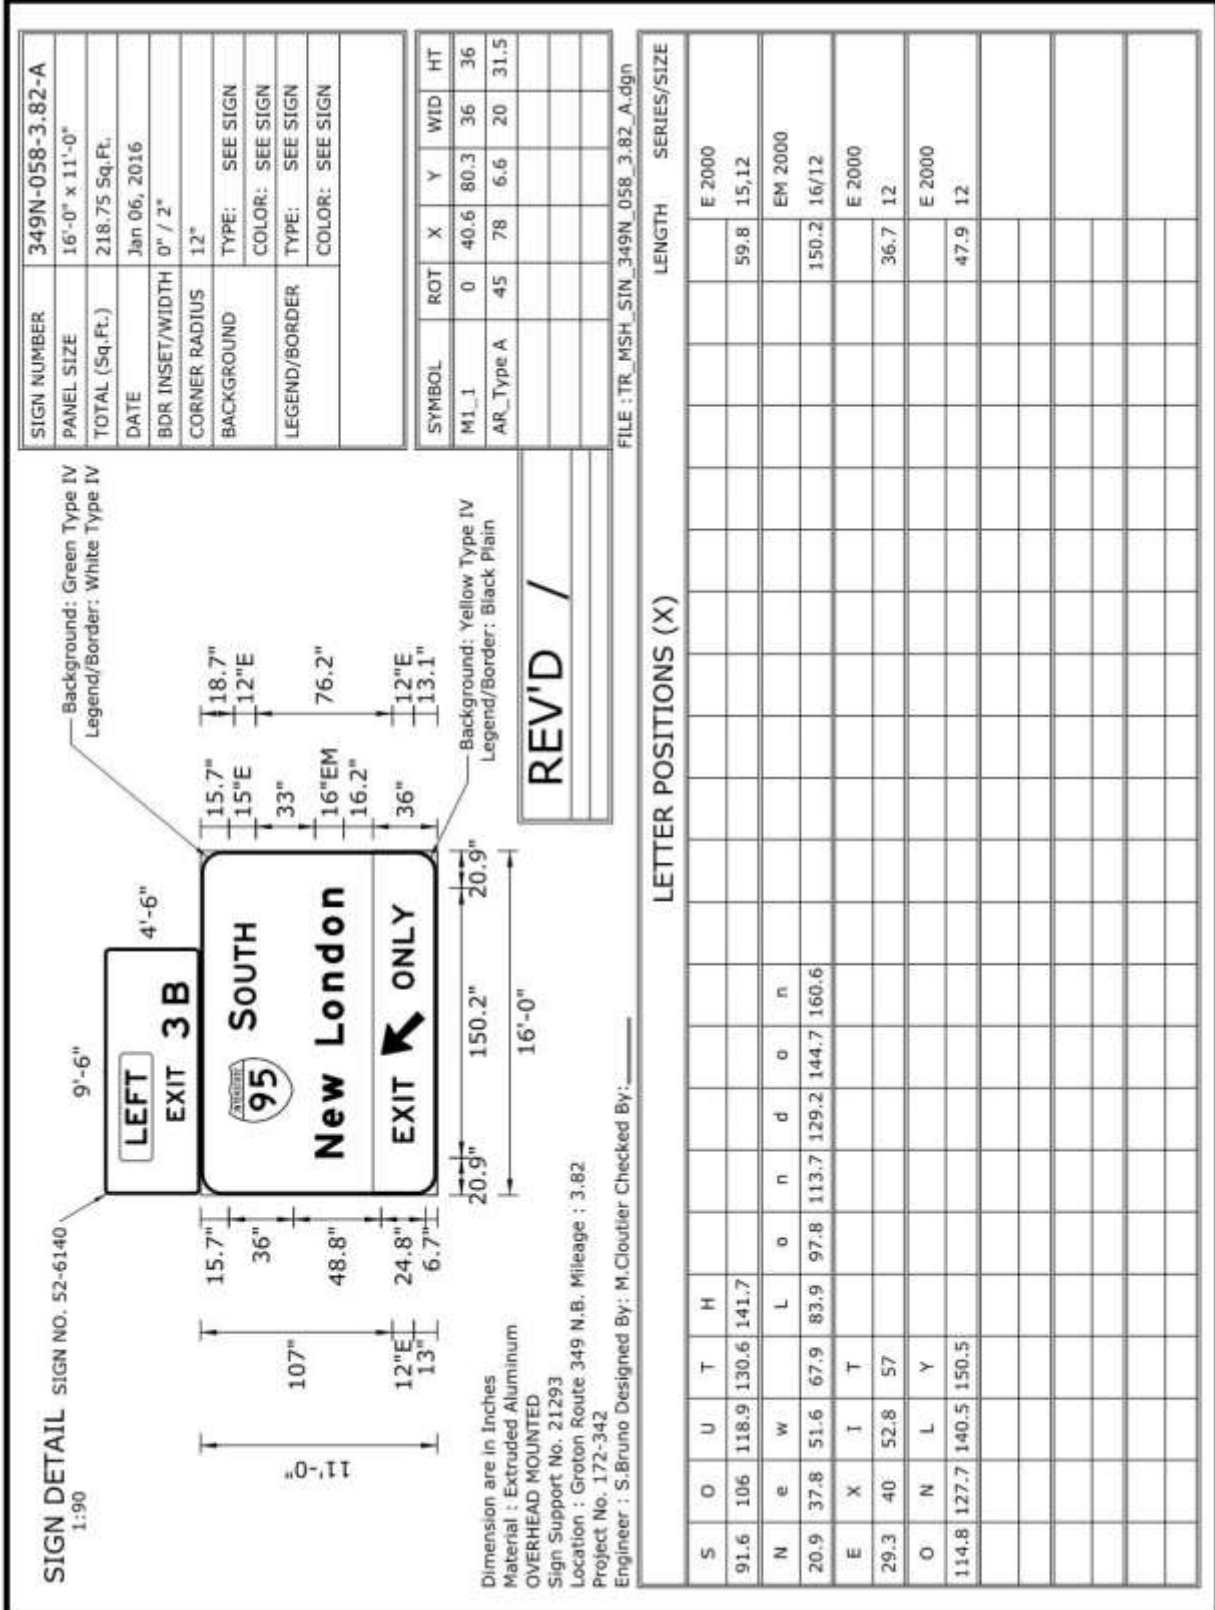 SIGN DETAIL SIGN NO. 52-6140
1:90
9'-6"
4'-6"
LEFT
EXIT 3B
Background: Green Type IV
Legend/Border: White Type IV
INTERSTATE
95 SOUTH
New London
EXIT ONLY
11'-0"
107"
12"E
13"
15.7"
36"
48.8"
24.8"
6.7"
15.7"
15"E
33"
16"EM
16.2"
36"
18.7"
12"E
76.2"
12"E
13.1"
20.9" 150.2" 20.9"
16'-0"
Background: Yellow Type IV
Legend/Border: Black Plain
REV'D /
Dimension are in Inches
Material : Extruded Aluminum
OVERHEAD MOUNTED
Sign Support No. 21293
Location : Groton Route 349 N.B. Mileage : 3.82
Project No. 172-342
Engineer : S.Bruno Designed By: M.Cloutier Checked By:
SIGN NUMBER 349N-058-3.82-A
PANEL SIZE 16'-0" x 11'-0"
TOTAL (Sq.Ft.) 218.75 Sq.Ft.
DATE Jan 06, 2016
BDR INSET/WIDTH 0" / 2"
CORNER RADIUS 12"
BACKGROUND TYPE: SEE SIGN
COLOR: SEE SIGN
LEGEND/BORDER TYPE: SEE SIGN
COLOR: SEE SIGN
SYMBOL ROT X Y WID HT
M1_1 0 40.6 80.3 36 36
AR_Type A 45 78 6.6 20 31.5
FILE : TR_MSH_SIN_349N_058_3.82_A.dgn
LETTER POSITIONS (X) LENGTH SERIES/SIZE
S O U T H E 2000
91.6 106 118.9 130.6 141.7 59.8 15,12
N e w L o n d o n EM 2000
20.9 37.8 51.6 67.9 83.9 97.8 113.7 129.2 144.7 160.6 150.2 16/12
E X I T E 2000
29.3 40 52.8 57 36.7 12
O N L Y E 2000
114.8 127.7 140.5 150.5 47.9 12